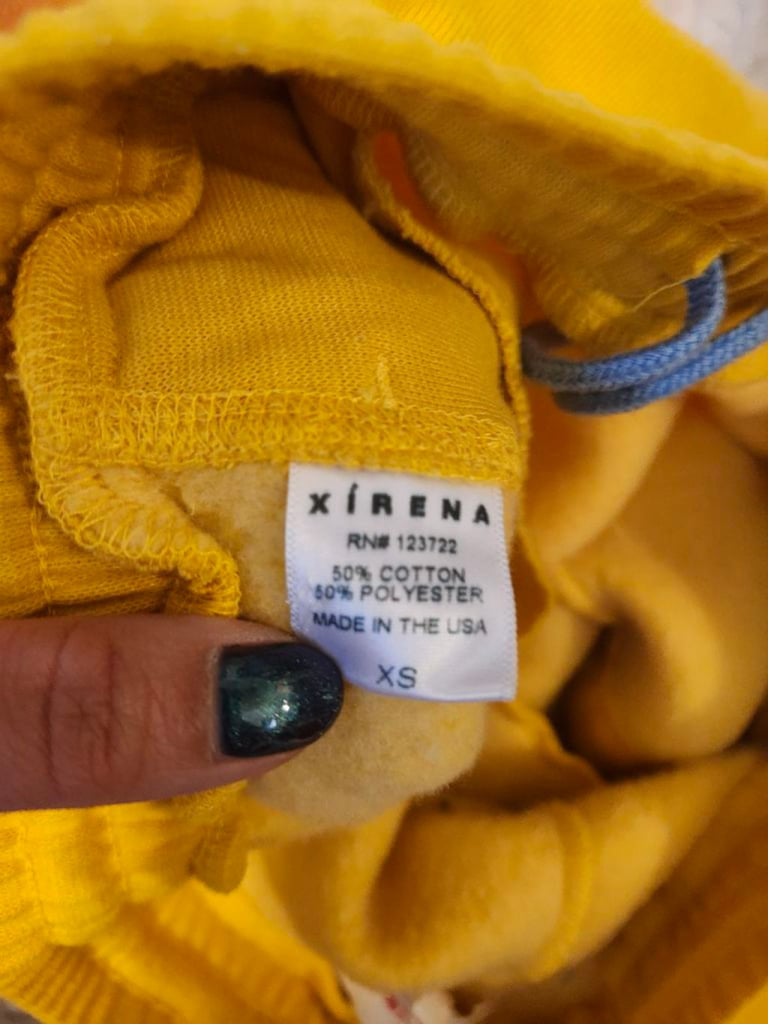 XÍRENA
RN# 123722
50% COTTON
50% POLYESTER
MADE IN THE USA
XS